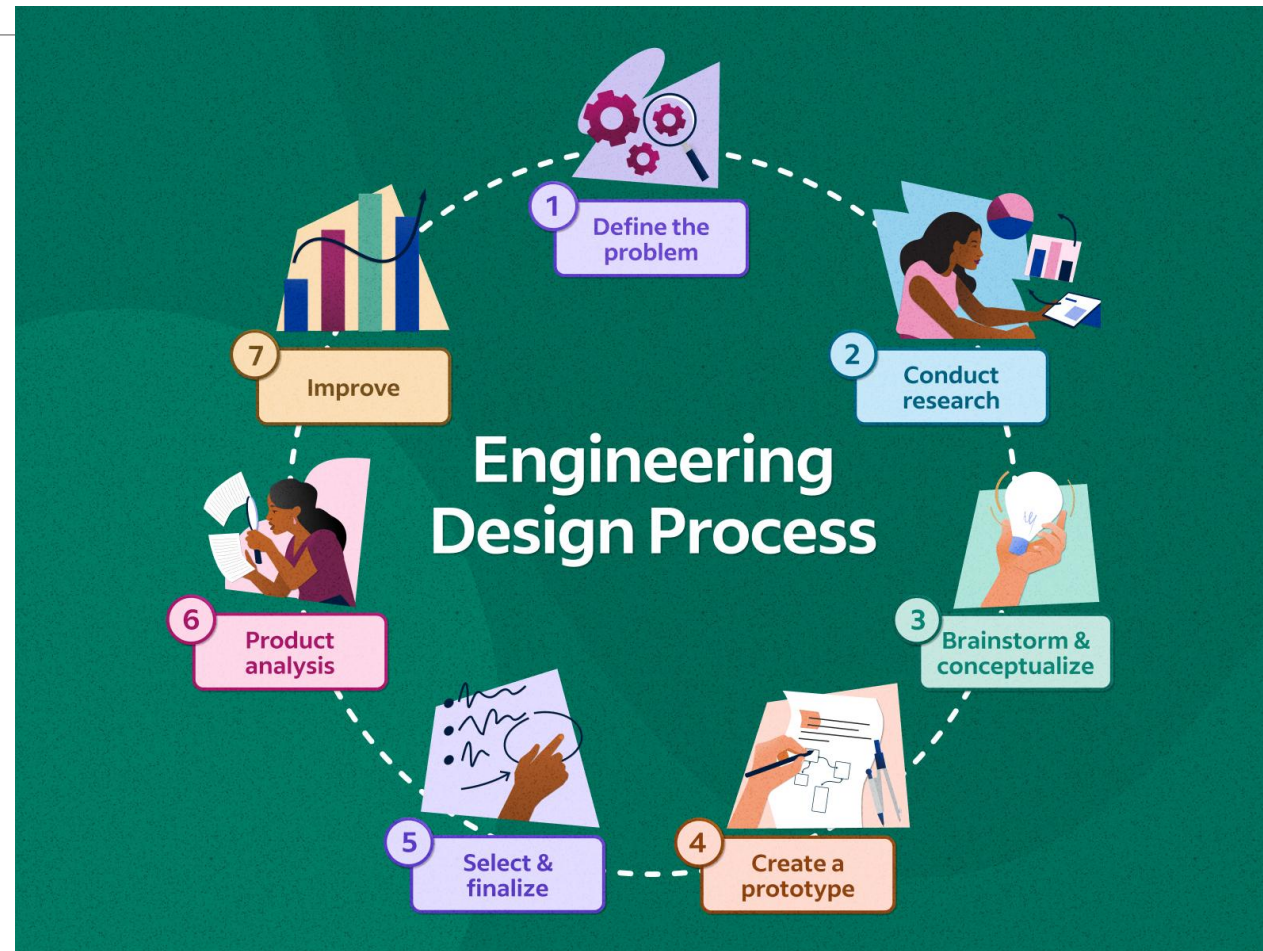 Engineering
Design Process
1
Define the
problem
2
Conduct
research
3
Brainstorm &
conceptualize
4
Create a
prototype
5
Select &
finalize
6
Product
analysis
7
Improve